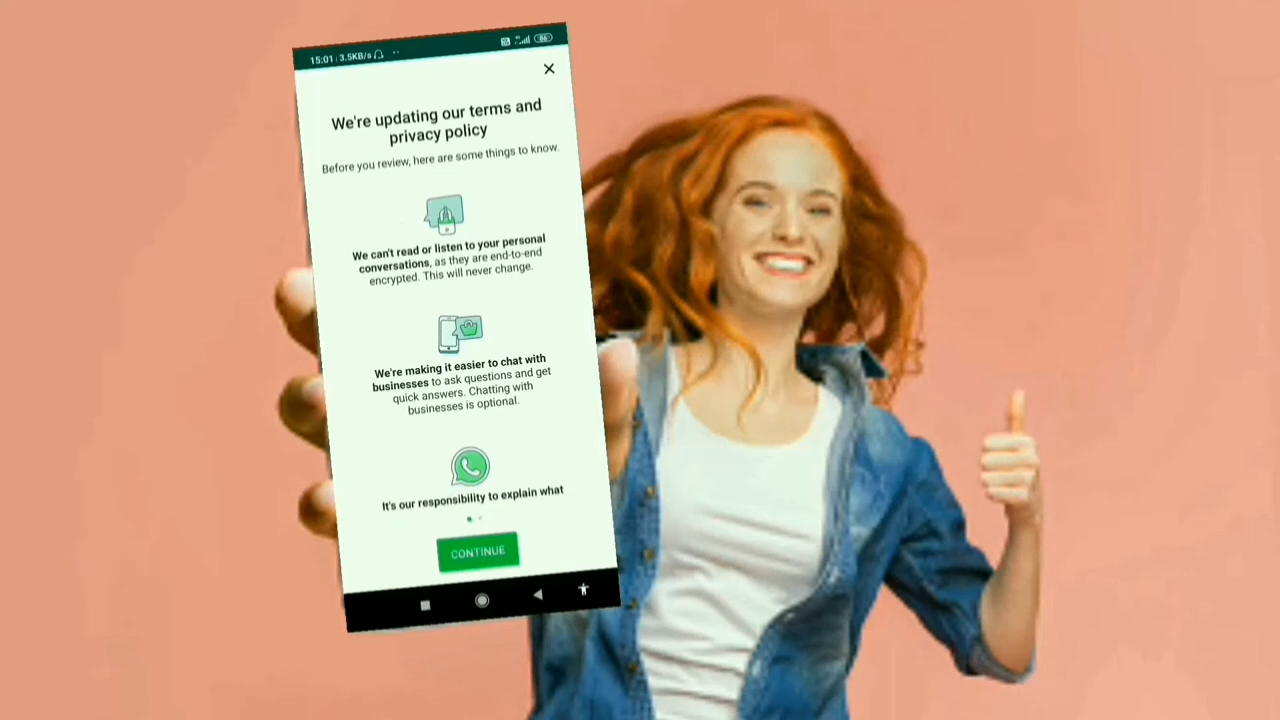 15:01 3.5KB/s
86
We're updating our terms and
privacy policy
Before you review, here are some things to know.
We can't read or listen to your personal
conversations, as they are end-to-end
encrypted. This will never change.
We're making it easier to chat with
businesses to ask questions and get
quick answers. Chatting with
businesses is optional.
It's our responsibility to explain what
CONTINUE